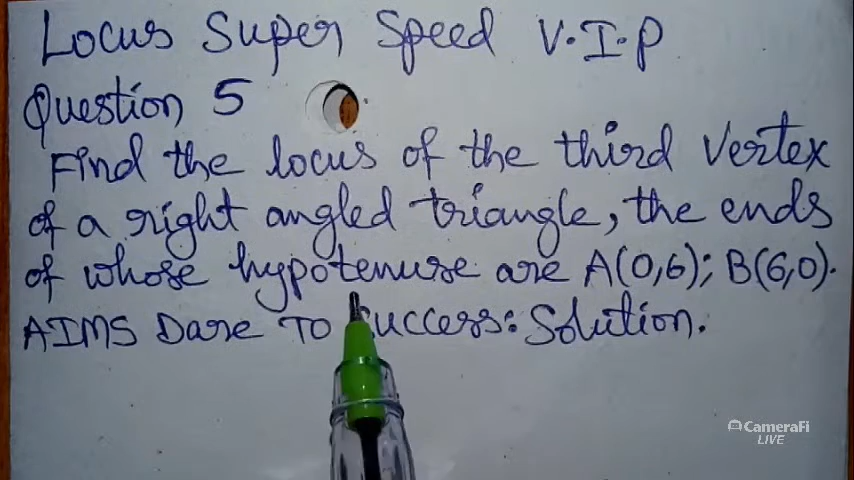 Locus Super Speed V.I.P
Question 5
Find the locus of the third vertex
of a right angled triangle, the ends
of whose hypotenuse are A(0,6); B(6,0).
AIMS Dare To Success: Solution.
CameraFi
LIVE